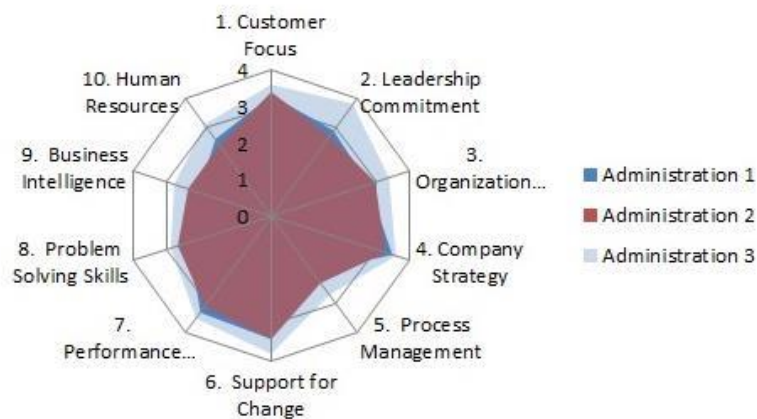 1. Customer
Focus
2. Leadership
Commitment
3.
Organization...
4. Company
Strategy
5. Process
Management
6. Support for
Change
7.
Performance...
8. Problem
Solving Skills
9. Business
Intelligence
10. Human
Resources
4
3
2
1
0
Administration 1
Administration 2
Administration 3